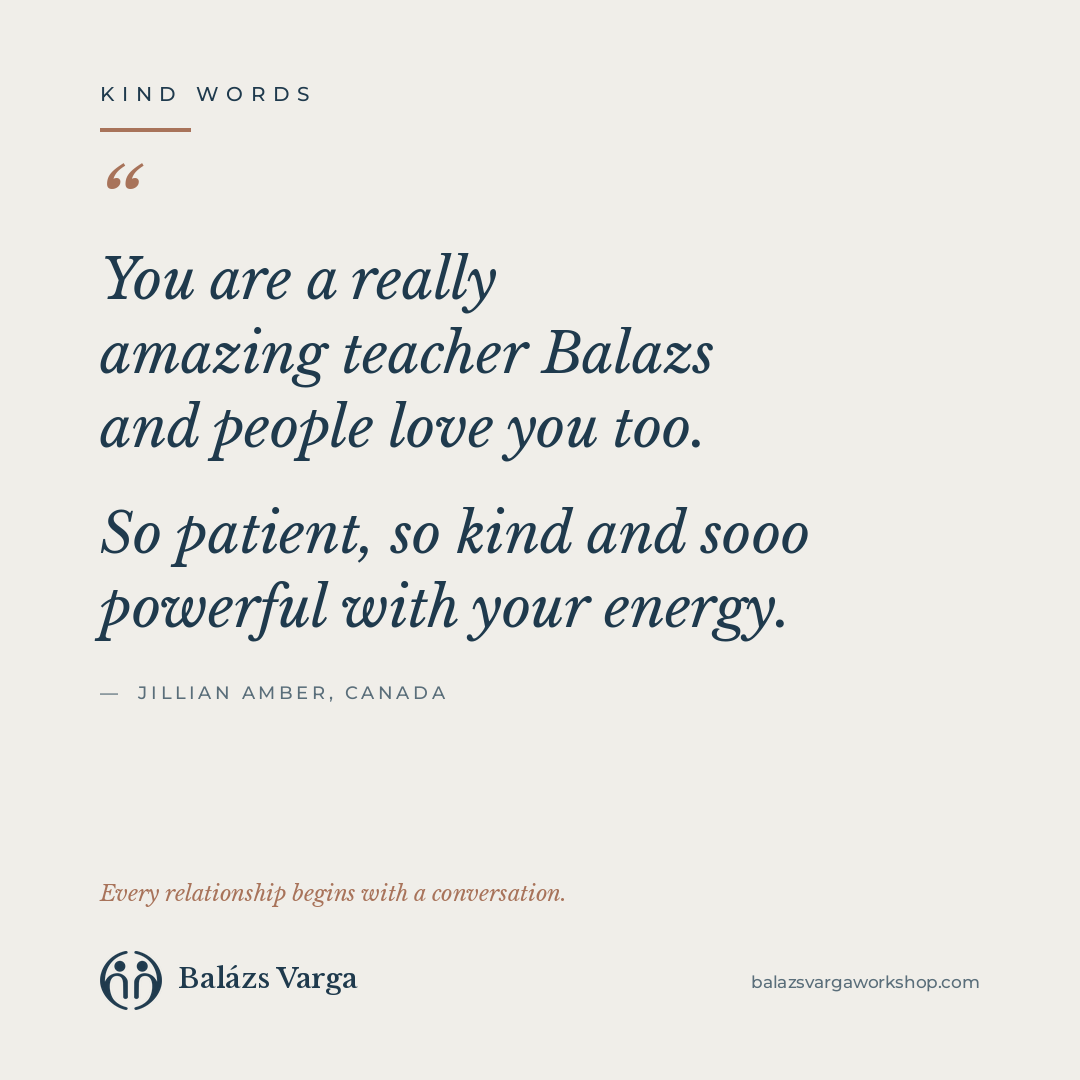 KIND WORDS
“
You are a really
amazing teacher Balazs
and people love you too.
So patient, so kind and sooo
powerful with your energy.
— JILLIAN AMBER, CANADA
Every relationship begins with a conversation.
Balázs Varga
balazsvargaworkshop.com